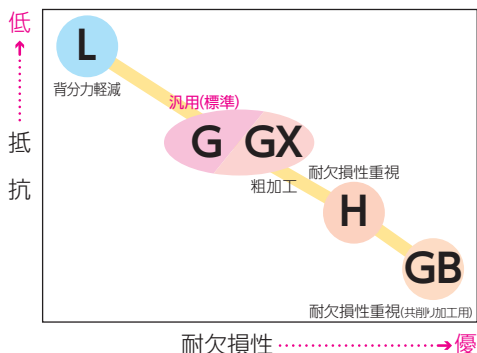 低
抵
抗
L
背分力軽減
汎用(標準)
G GX
粗加工
耐欠損性重視
H
GB
耐欠損性重視(共削り加工用)
耐欠損性 優